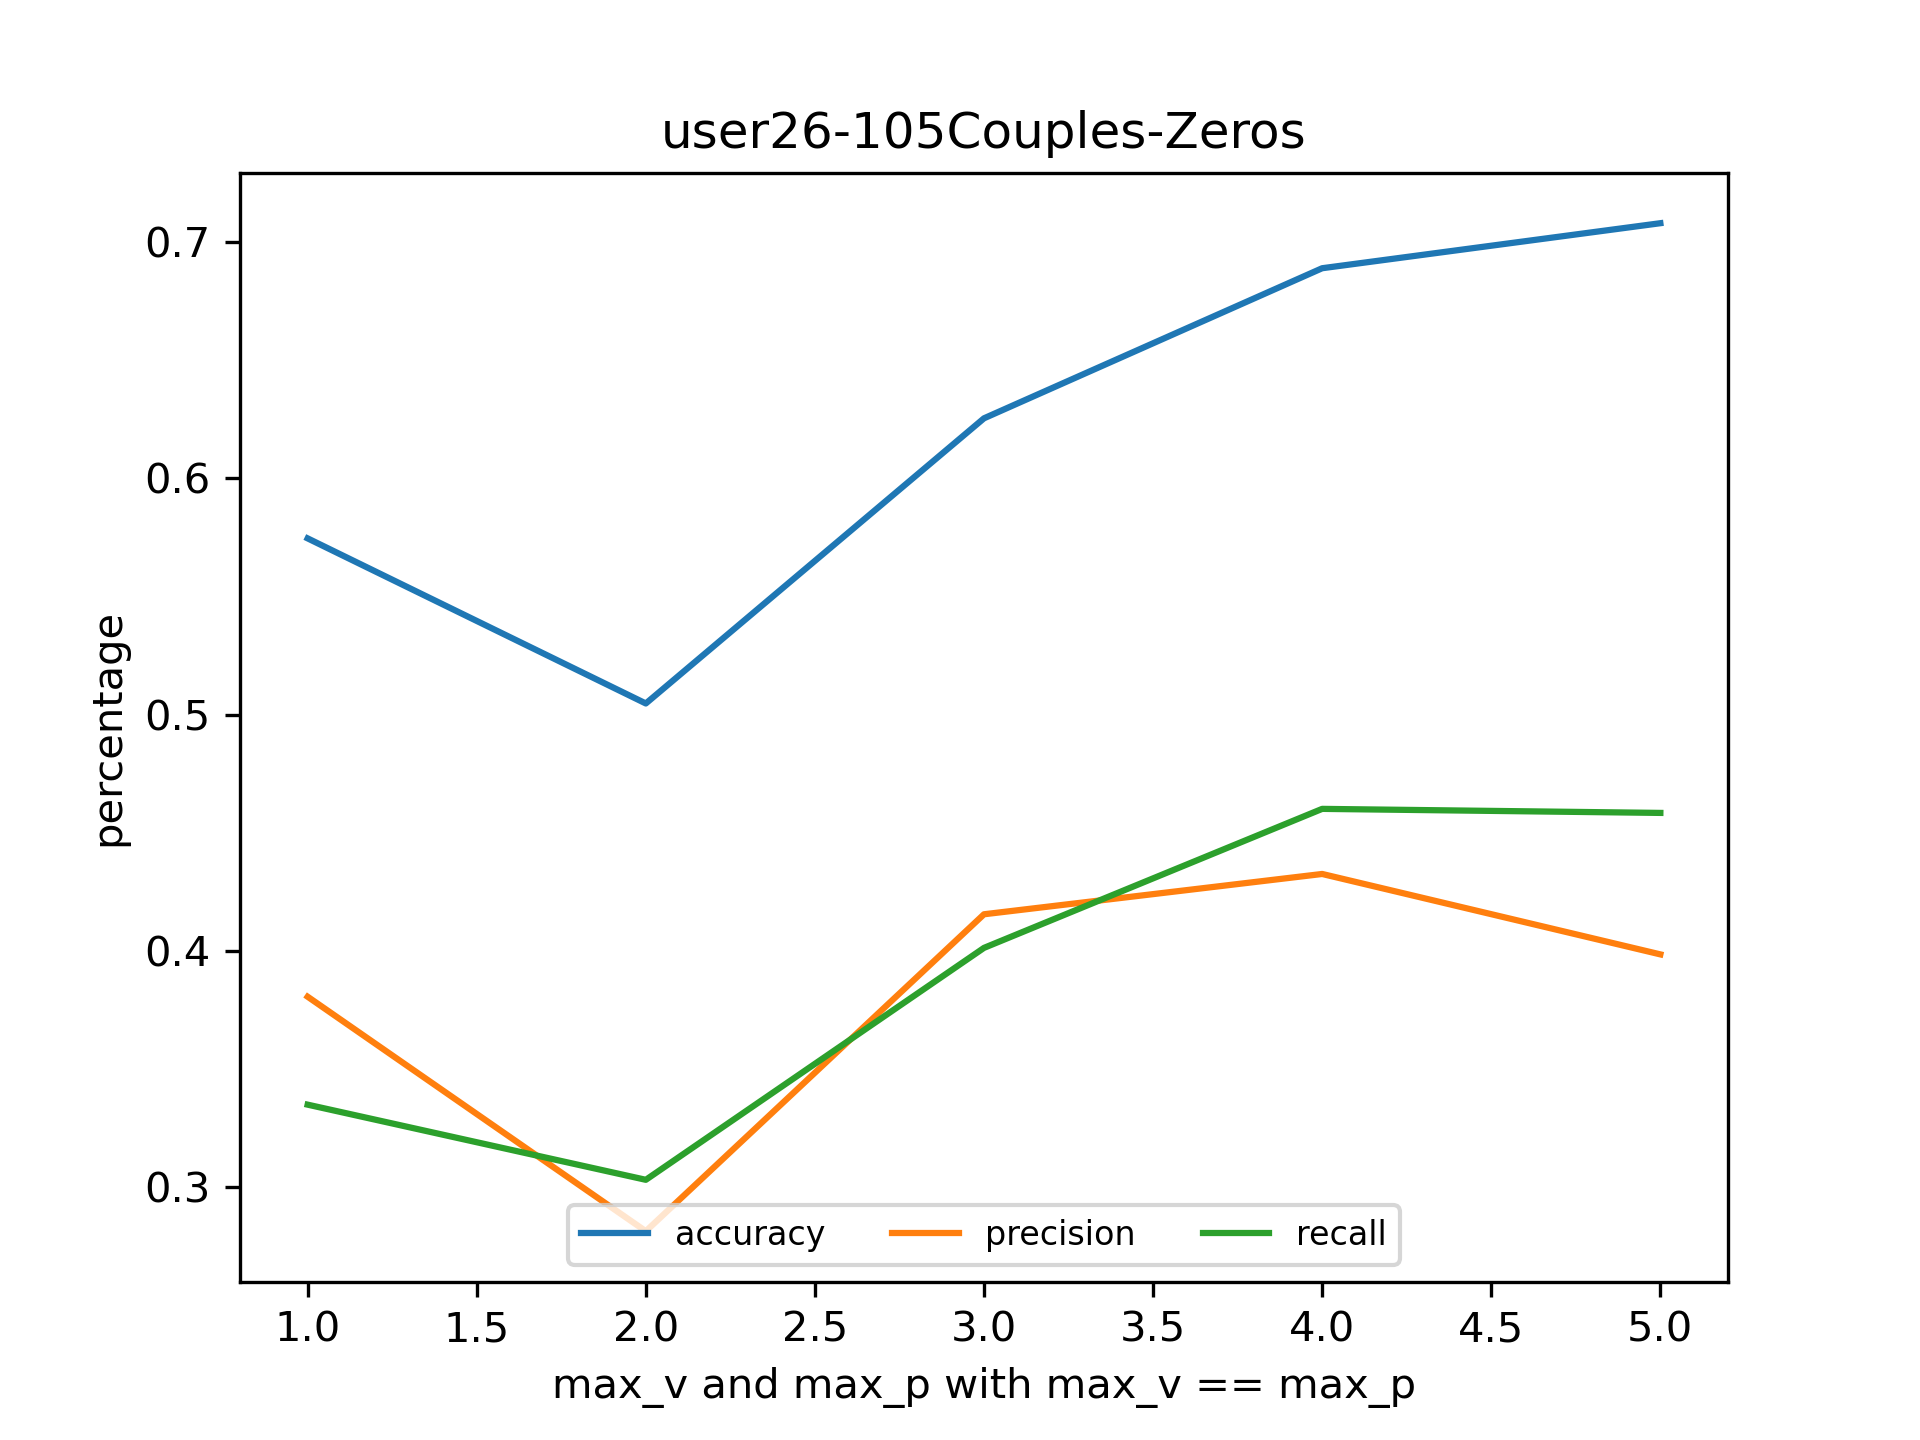 user26-105Couples-Zeros
percentage
0.7
0.6
0.5
0.4
0.3
accuracy precision recall
1.0 1.5 2.0 2.5 3.0 3.5 4.0 4.5 5.0
max_v and max_p with max_v == max_p